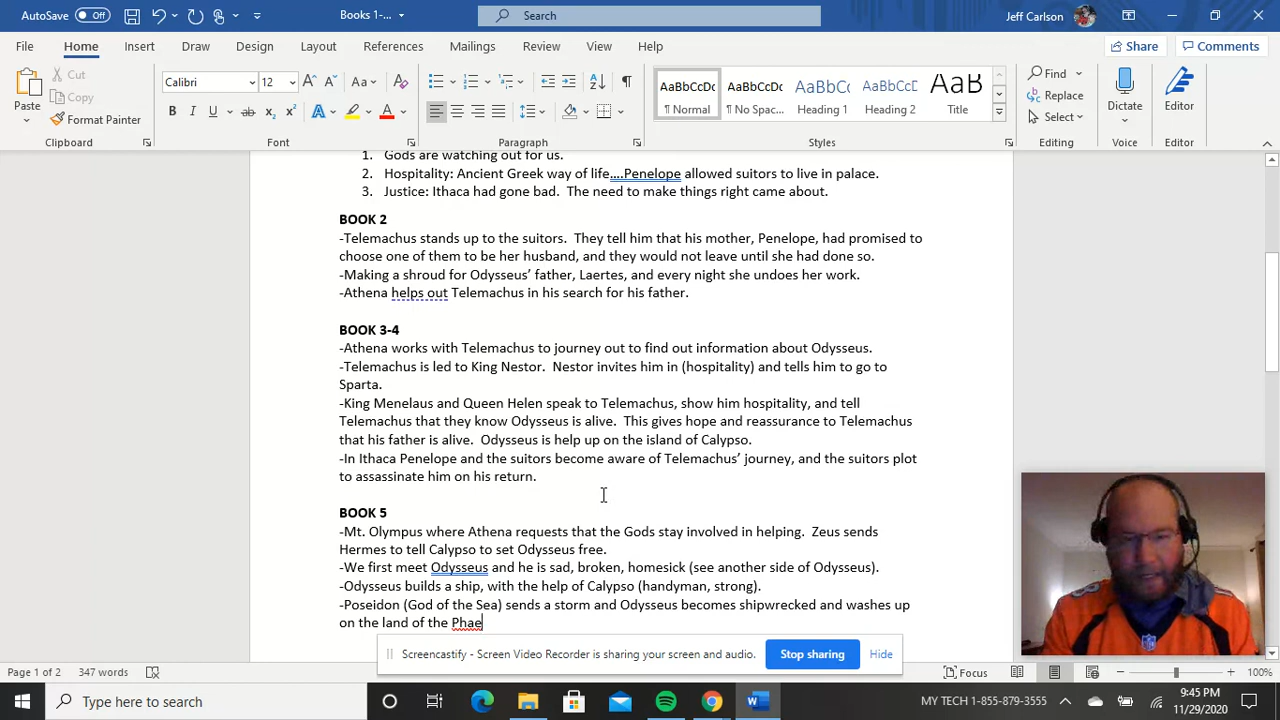 AutoSave Off Books 1-... Search Jeff Carlson
File Home Insert Draw Design Layout References Mailings Review View Help Share Comments
Paste Cut Copy Format Painter Clipboard
Calibri 12 Font
Paragraph
AaBbCcDc ¶ Normal AaBbCcDc ¶ No Spac... AaBbCc Heading 1 AaBbCcE Heading 2 AaB Title Styles
Find Replace Select Editing
Dictate Voice
Editor Editor
1. Gods are watching out for us.
2. Hospitality: Ancient Greek way of life....Penelope allowed suitors to live in palace.
3. Justice: Ithaca had gone bad. The need to make things right came about.
BOOK 2
-Telemachus stands up to the suitors. They tell him that his mother, Penelope, had promised to
choose one of them to be her husband, and they would not leave until she had done so.
-Making a shroud for Odysseus’ father, Laertes, and every night she undoes her work.
-Athena helps out Telemachus in his search for his father.
BOOK 3-4
-Athena works with Telemachus to journey out to find out information about Odysseus.
-Telemachus is led to King Nestor. Nestor invites him in (hospitality) and tells him to go to
Sparta.
-King Menelaus and Queen Helen speak to Telemachus, show him hospitality, and tell
Telemachus that they know Odysseus is alive. This gives hope and reassurance to Telemachus
that his father is alive. Odysseus is help up on the island of Calypso.
-In Ithaca Penelope and the suitors become aware of Telemachus’ journey, and the suitors plot
to assassinate him on his return.
BOOK 5
-Mt. Olympus where Athena requests that the Gods stay involved in helping. Zeus sends
Hermes to tell Calypso to set Odysseus free.
-We first meet Odysseus and he is sad, broken, homesick (see another side of Odysseus).
-Odysseus builds a ship, with the help of Calypso (handyman, strong).
-Poseidon (God of the Sea) sends a storm and Odysseus becomes shipwrecked and washes up
on the land of the Phae
Screencastify - Screen Video Recorder is sharing your screen and audio. Stop sharing Hide
Page 1 of 2 347 words Focus 100%
Type here to search MY TECH 1-855-879-3555 9:45 PM
11/29/2020